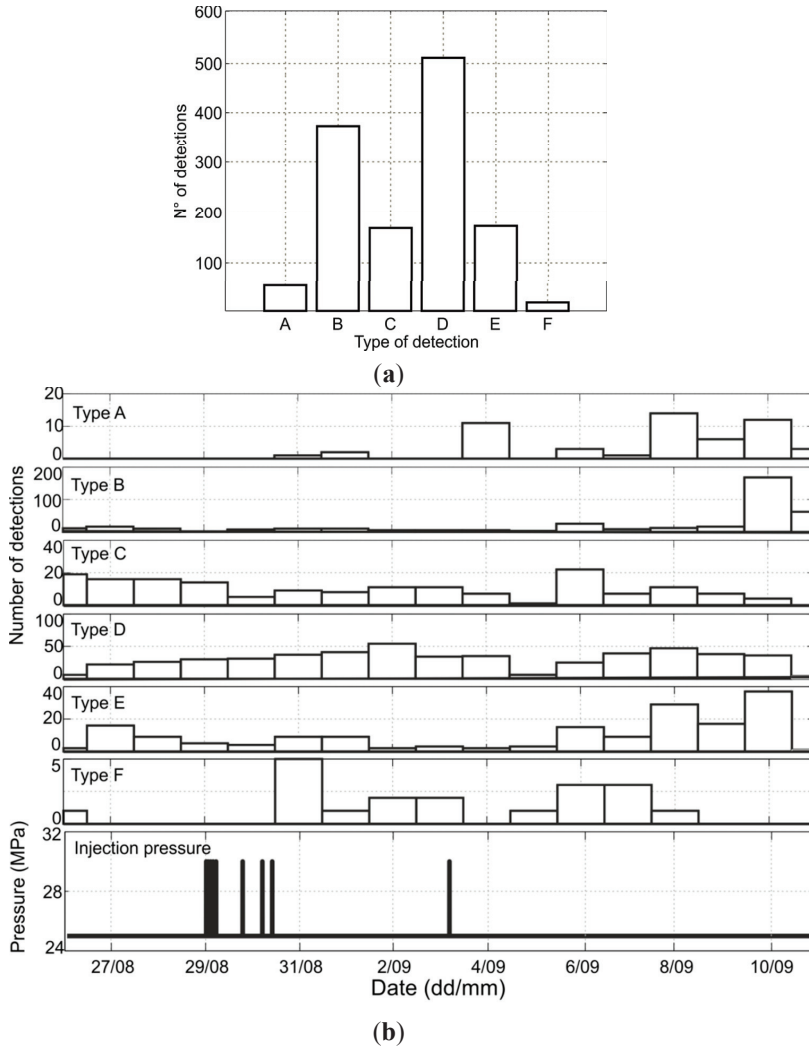 600
500
400
300
200
100
N° of detections
A B C D E F
Type of detection
(a)
Number of detections
20
10
0
Type A
200
100
0
Type B
40
20
0
Type C
100
50
0
Type D
40
20
0
Type E
5
0
Type F
Pressure (MPa)
32
28
24
Injection pressure
27/08 29/08 31/08 2/09 4/09 6/09 8/09 10/09
Date (dd/mm)
(b)